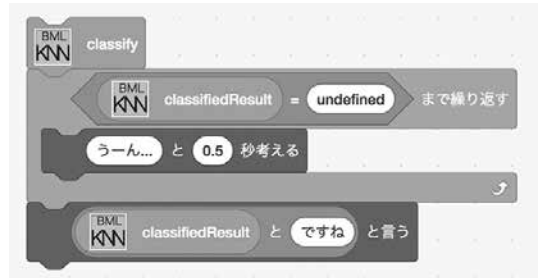 BML KNN classify
BML KNN classifiedResult = undefined まで繰り返す
うーん... と 0.5 秒考える
BML KNN classifiedResult と ですね と言う